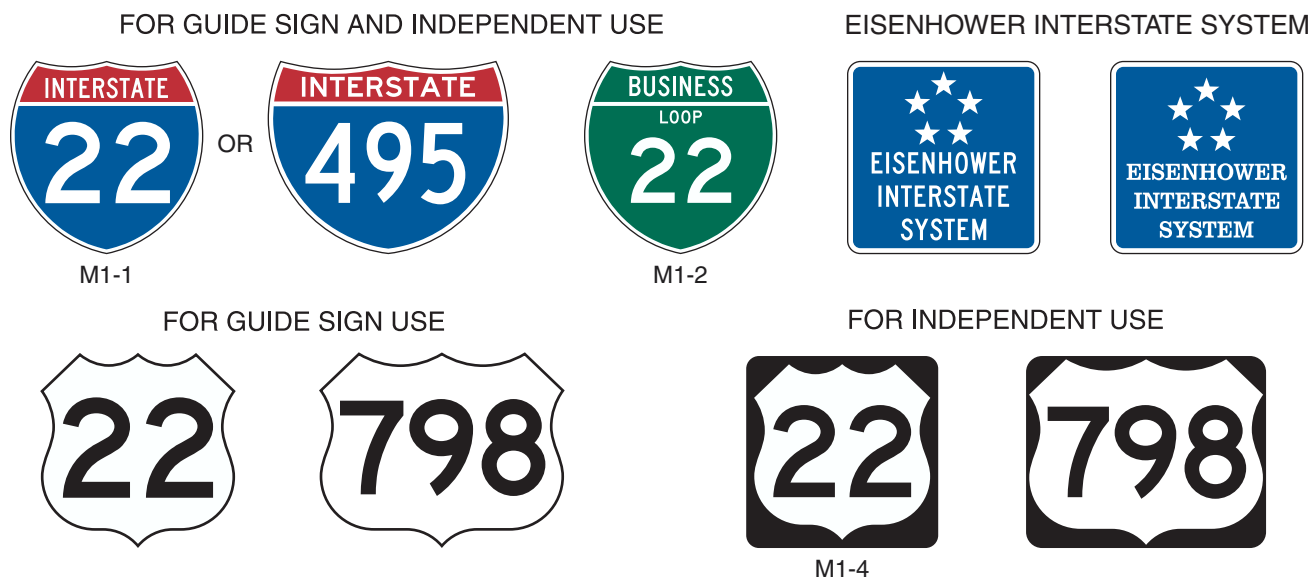 FOR GUIDE SIGN AND INDEPENDENT USE
EISENHOWER INTERSTATE SYSTEM
INTERSTATE
22
OR
INTERSTATE
495
BUSINESS
LOOP
22
EISENHOWER
INTERSTATE
SYSTEM
EISENHOWER
INTERSTATE
SYSTEM
M1-1
M1-2
FOR GUIDE SIGN USE
FOR INDEPENDENT USE
22
798
22
798
M1-4